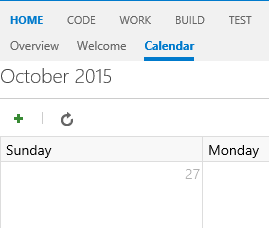 HOME CODE WORK BUILD TEST
Overview Welcome Calendar
October 2015
Sunday Monday
27